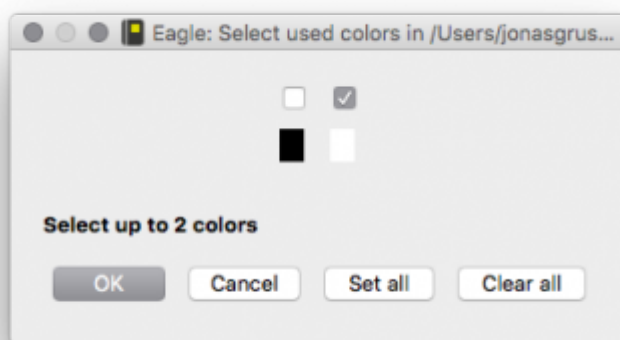 Eagle: Select used colors in /Users/jonasgrus...
Select up to 2 colors
OK
Cancel
Set all
Clear all